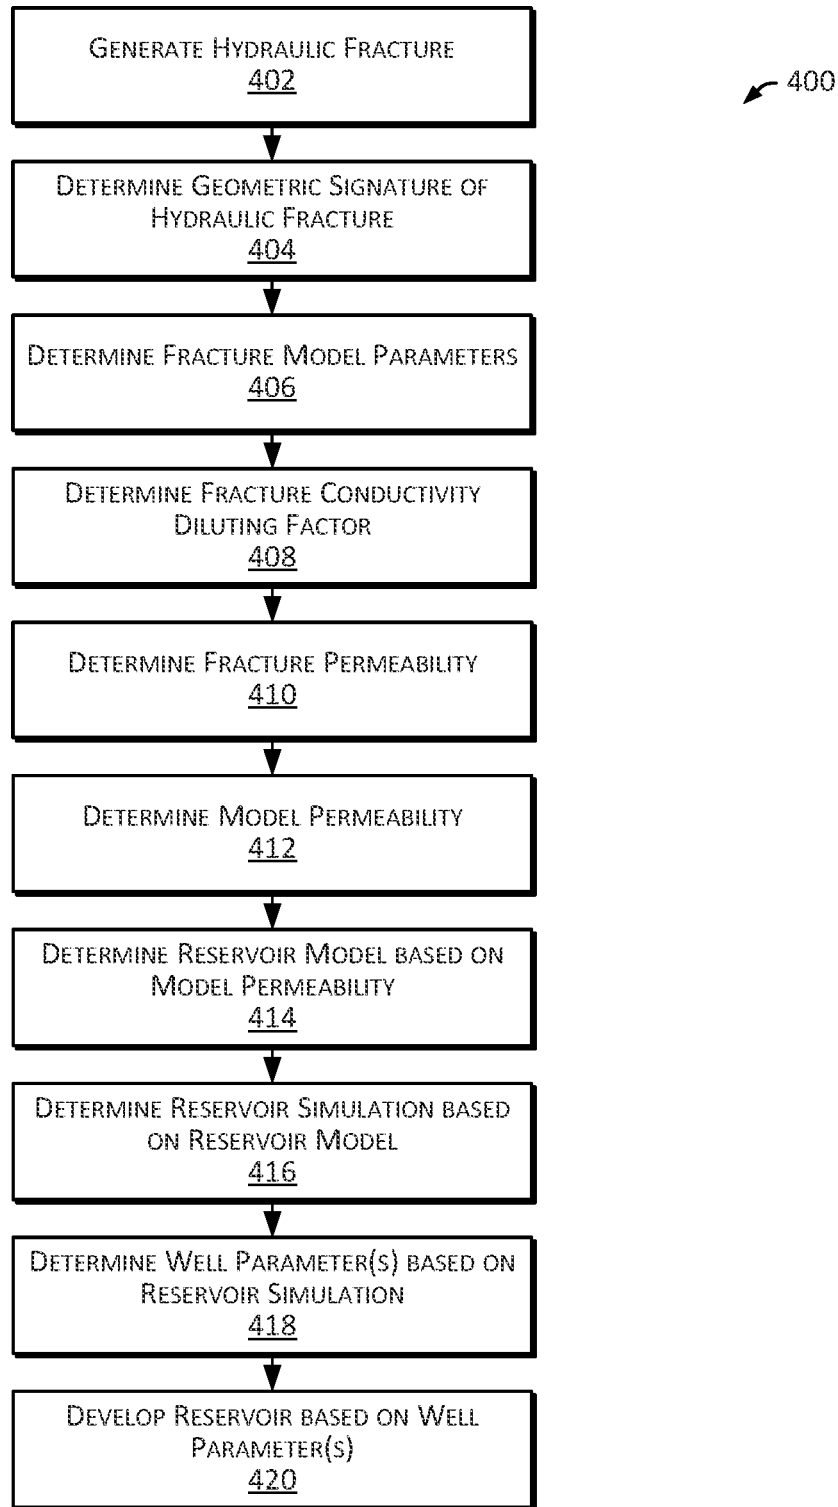 GENERATE HYDRAULIC FRACTURE
402
400
DETERMINE GEOMETRIC SIGNATURE OF
HYDRAULIC FRACTURE
404
DETERMINE FRACTURE MODEL PARAMETERS
406
DETERMINE FRACTURE CONDUCTIVITY
DILUTING FACTOR
408
DETERMINE FRACTURE PERMEABILITY
410
DETERMINE MODEL PERMEABILITY
412
DETERMINE RESERVOIR MODEL BASED ON
MODEL PERMEABILITY
414
DETERMINE RESERVOIR SIMULATION BASED
ON RESERVOIR MODEL
416
DETERMINE WELL PARAMETER(S) BASED ON
RESERVOIR SIMULATION
418
DEVELOP RESERVOIR BASED ON WELL
PARAMETER(S)
420